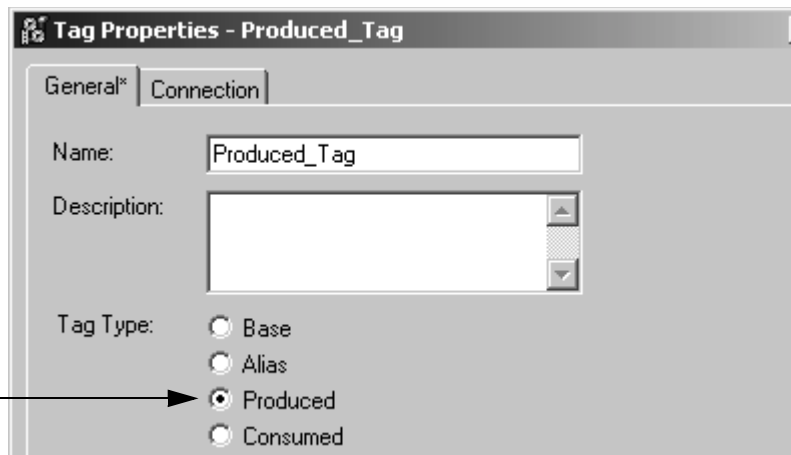 Tag Properties - Produced_Tag
General* Connection
Name: Produced_Tag
Description:
Tag Type: Base
Alias
Produced
Consumed